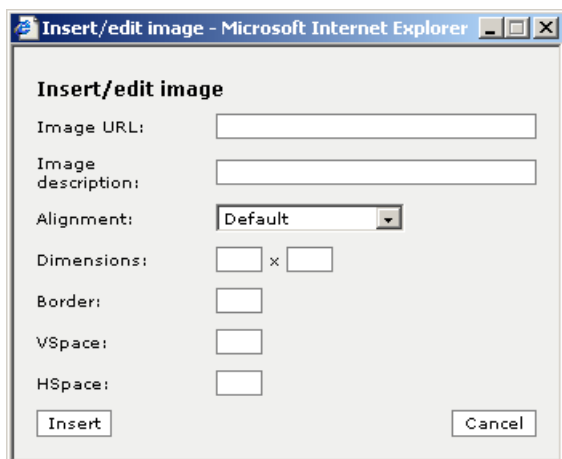 Insert/edit image - Microsoft Internet Explorer
Insert/edit image
Image URL:
Image
description:
Alignment: Default
Dimensions: x
Border:
VSpace:
HSpace:
Insert Cancel